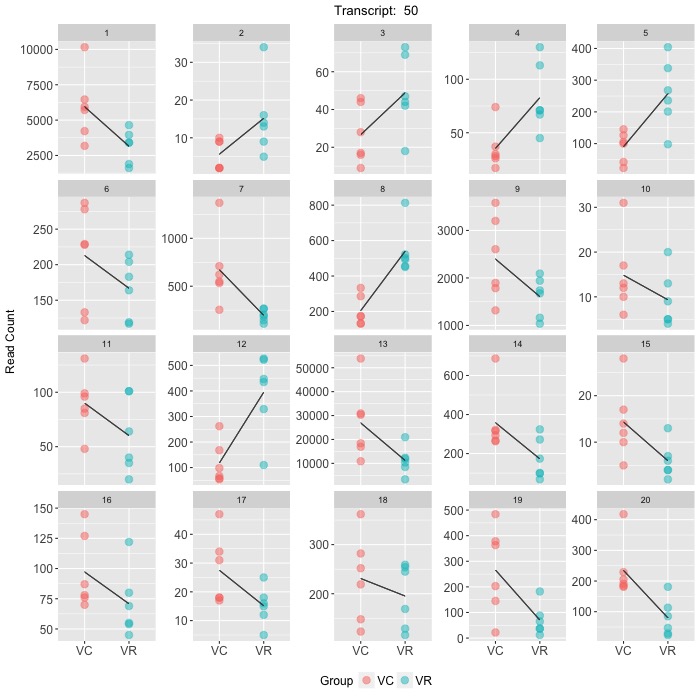 Transcript: 50
1 2 3 4 5
10000 7500 5000 2500
30 20 10
60 40 20
100 50
400 300 200 100
6 7 8 9 10
250 200 150
1000 500
800 600 400 200
3000 2000 1000
30 20 10
Read Count
11 12 13 14 15
100 50
500 400 300 200 100
50000 40000 30000 20000 10000
600 400 200
20 10
16 17 18 19 20
150 125 100 75 50
40 30 20 10
300 200
500 400 300 200 100 0
400 300 200 100
VC VR VC VR VC VR VC VR VC VR
Group VC VR